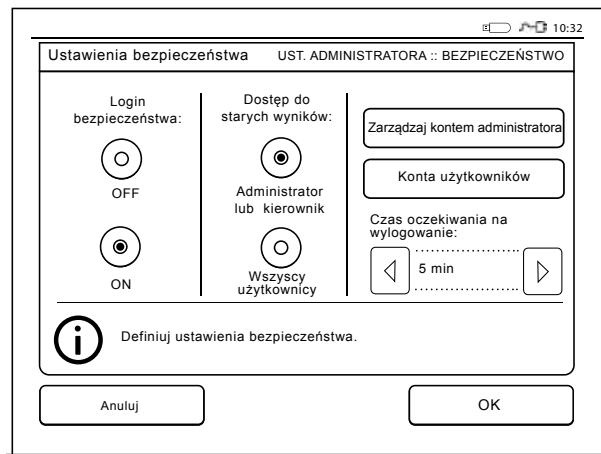 10:32
Ustawienia bezpieczeństwa UST. ADMINISTRATORA :: BEZPIECZEŃSTWO
Login
bezpieczeństwa:
OFF
ON
Dostęp do
starych wyników:
Administrator
lub kierownik
Wszyscy
użytkownicy
Zarządzaj kontem administratora
Konta użytkowników
Czas oczekiwania na
wylogowanie:
5 min
Definiuj ustawienia bezpieczeństwa.
Anuluj
OK